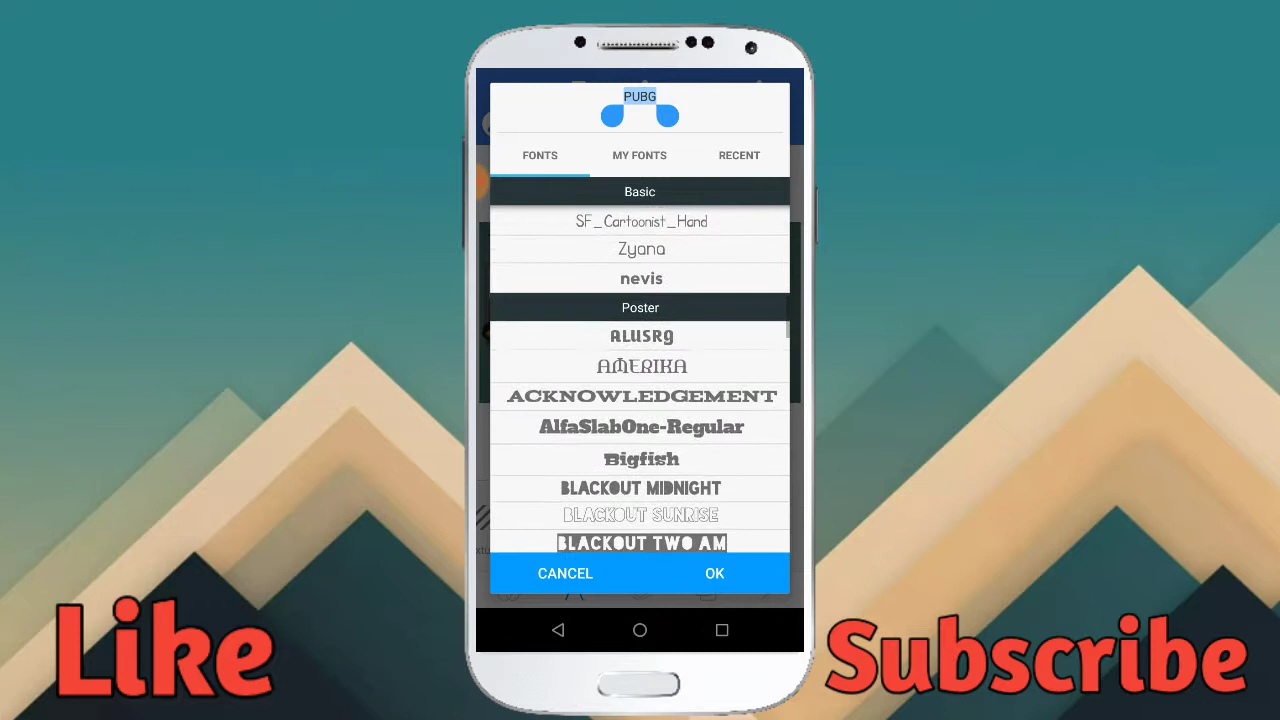 PUBG
FONTS MY FONTS RECENT
Basic
SF_Cartoonist_Hand
Zyana
nevis
Poster
ALUSRg
AMERIKA
ACKNOWLEDGEMENT
AlfaSlabOne-Regular
Bigfish
BLACKOUT MIDNIGHT
BLACKOUT SUNRISE
BLACKOUT TWO AM
CANCEL OK
Like
Subscribe